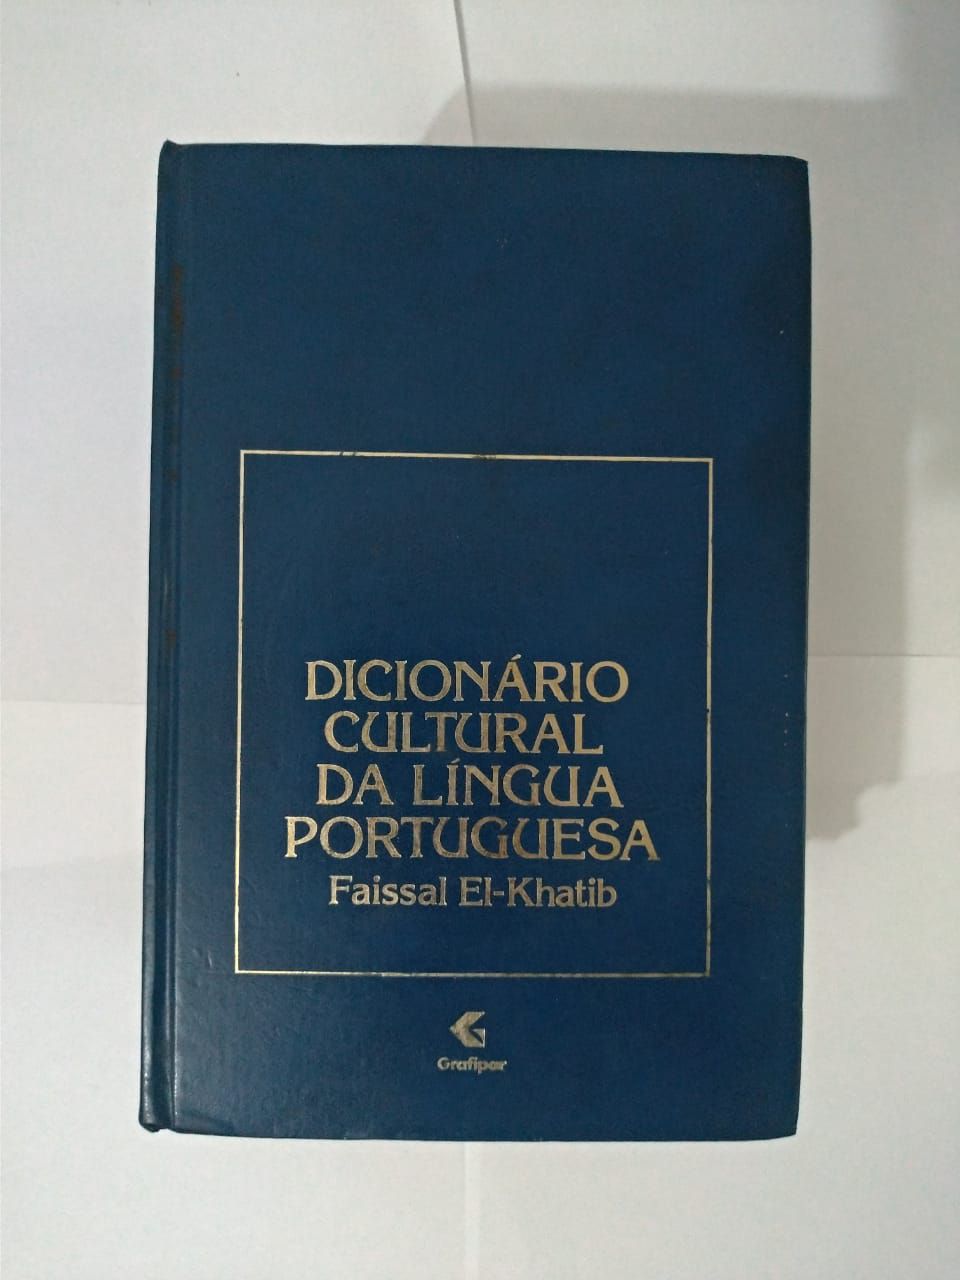 DICIONÁRIO
CULTURAL
DA LÍNGUA
PORTUGUESA
Faissal El-Khatib
Grafipar